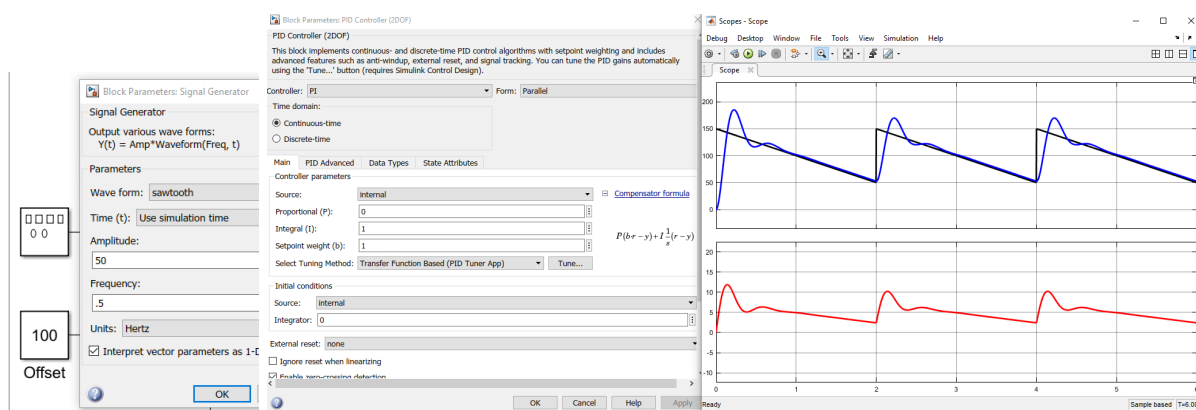 100
Offset
Block Parameters: Signal Generator
Signal Generator
Output various wave forms:
Y(t) = Amp*Waveform(Freq, t)
Parameters
Wave form: sawtooth
Time (t): Use simulation time
Amplitude:
50
Frequency:
.5
Units: Hertz
Interpret vector parameters as 1-D
OK
Block Parameters: PID Controller (2DOF)
PID Controller (2DOF)
This block implements continuous- and discrete-time PID control algorithms with setpoint weighting and includes
advanced features such as anti-windup, external reset, and signal tracking. You can tune the PID gains automatically
using the 'Tune...' button (requires Simulink Control Design).
Controller: PI Form: Parallel
Time domain:
Continuous-time
Discrete-time
Main PID Advanced Data Types State Attributes
Controller parameters
Source: internal Compensator formula
Proportional (P): 0
Integral (I): 1
P(b·r − y) + I 1/s (r − y)
Setpoint weight (b): 1
Select Tuning Method: Transfer Function Based (PID Tuner App) Tune...
Initial conditions
Source: internal
Integrator: 0
External reset: none
Ignore reset when linearizing
Enable zero-crossing detection
OK Cancel Help Apply
Scopes - Scope
Debug Desktop Window File Tools View Simulation Help
Scope
200
150
100
50
0
20
15
10
5
0
-5
-10
0 1 2 3 4 5 6
Ready Sample based T=6.00